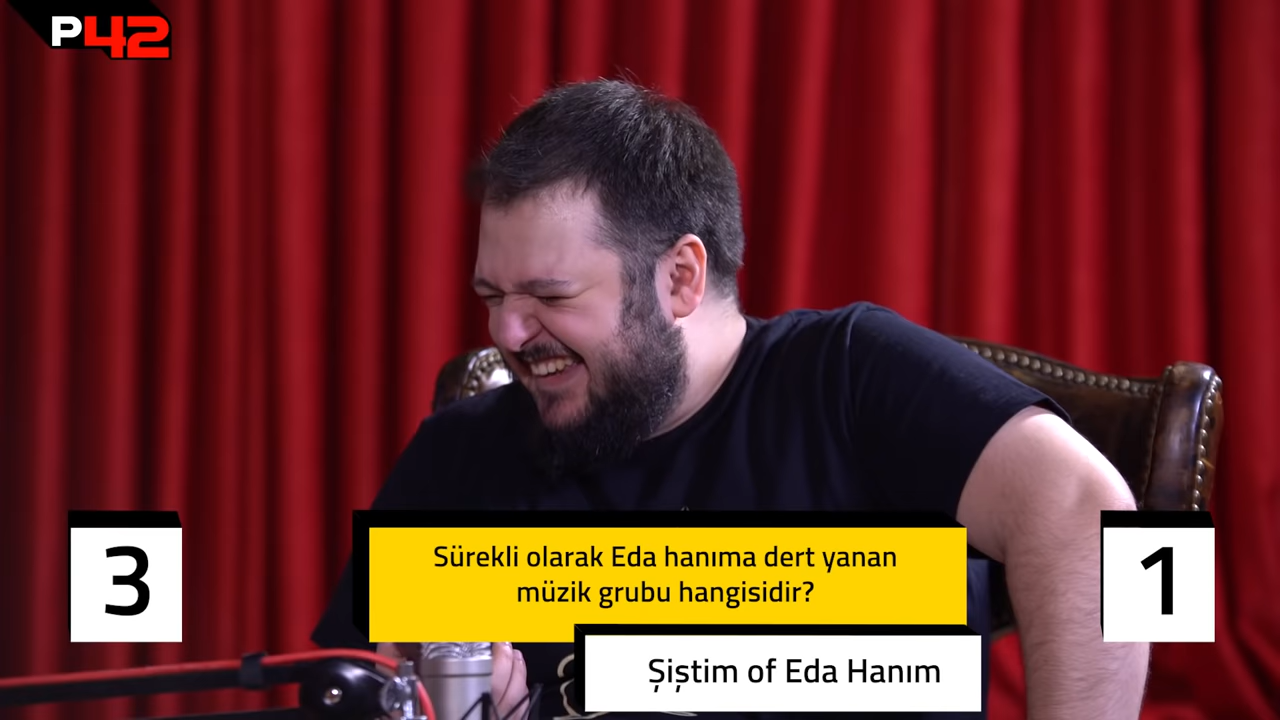 P42
3
Sürekli olarak Eda hanıma dert yanan
müzik grubu hangisidir?
1
Şiştim of Eda Hanım